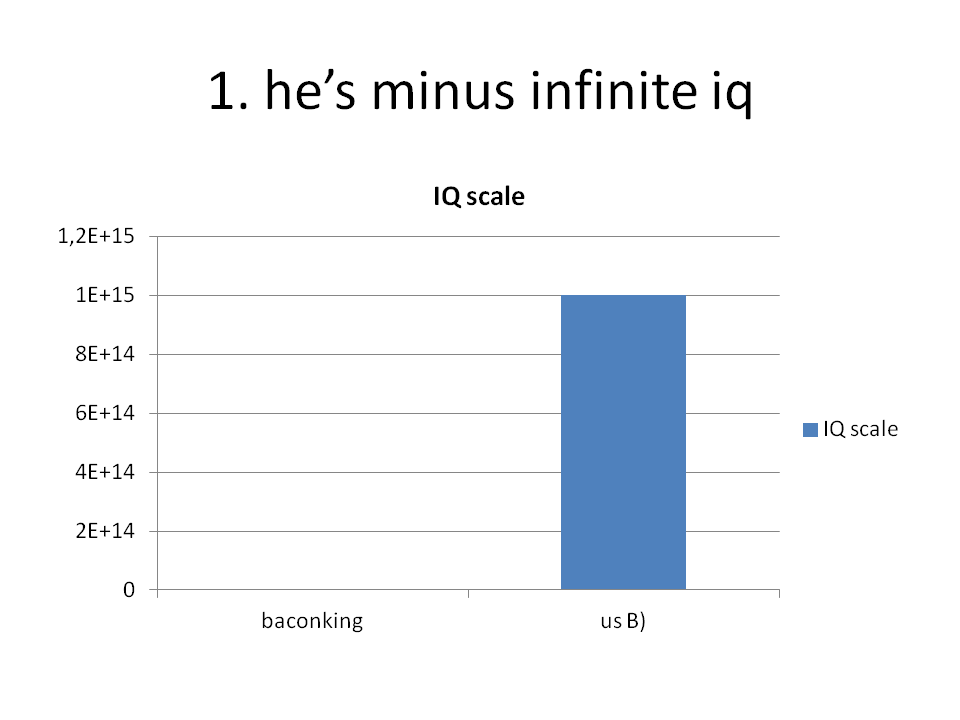 1. he’s minus infinite iq
IQ scale
1,2E+15
1E+15
8E+14
6E+14
4E+14
2E+14
0
baconking
us B)
IQ scale